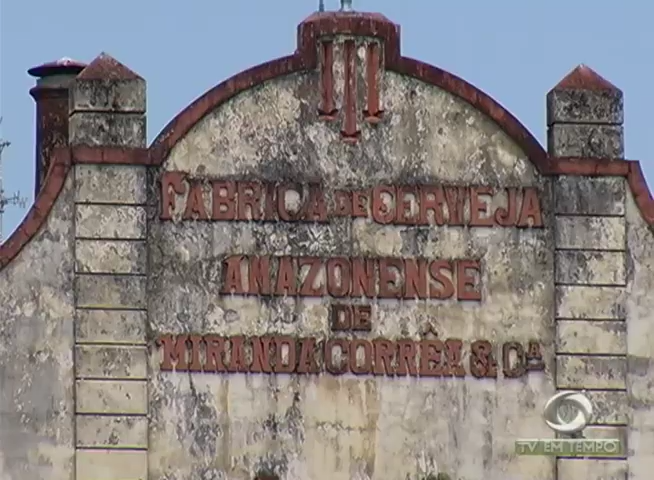 FABRICA DE CERVEJA
AMAZONENSE
DE
MIRANDA CORRÊA & CA
TV EM TEMPO